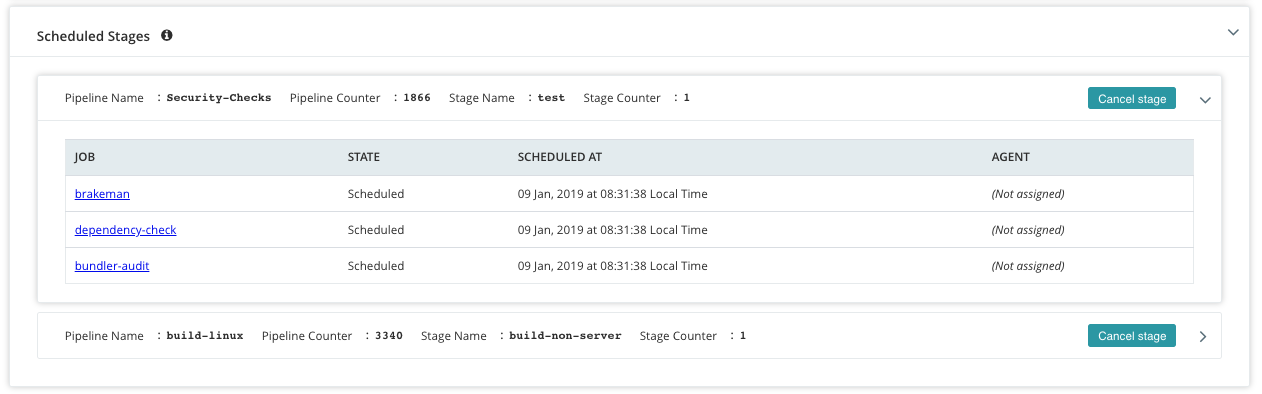 Scheduled Stages
Pipeline Name : Security-Checks Pipeline Counter : 1866 Stage Name : test Stage Counter : 1 Cancel stage
JOB STATE SCHEDULED AT AGENT
brakeman Scheduled 09 Jan, 2019 at 08:31:38 Local Time (Not assigned)
dependency-check Scheduled 09 Jan, 2019 at 08:31:38 Local Time (Not assigned)
bundler-audit Scheduled 09 Jan, 2019 at 08:31:38 Local Time (Not assigned)
Pipeline Name : build-linux Pipeline Counter : 3340 Stage Name : build-non-server Stage Counter : 1 Cancel stage